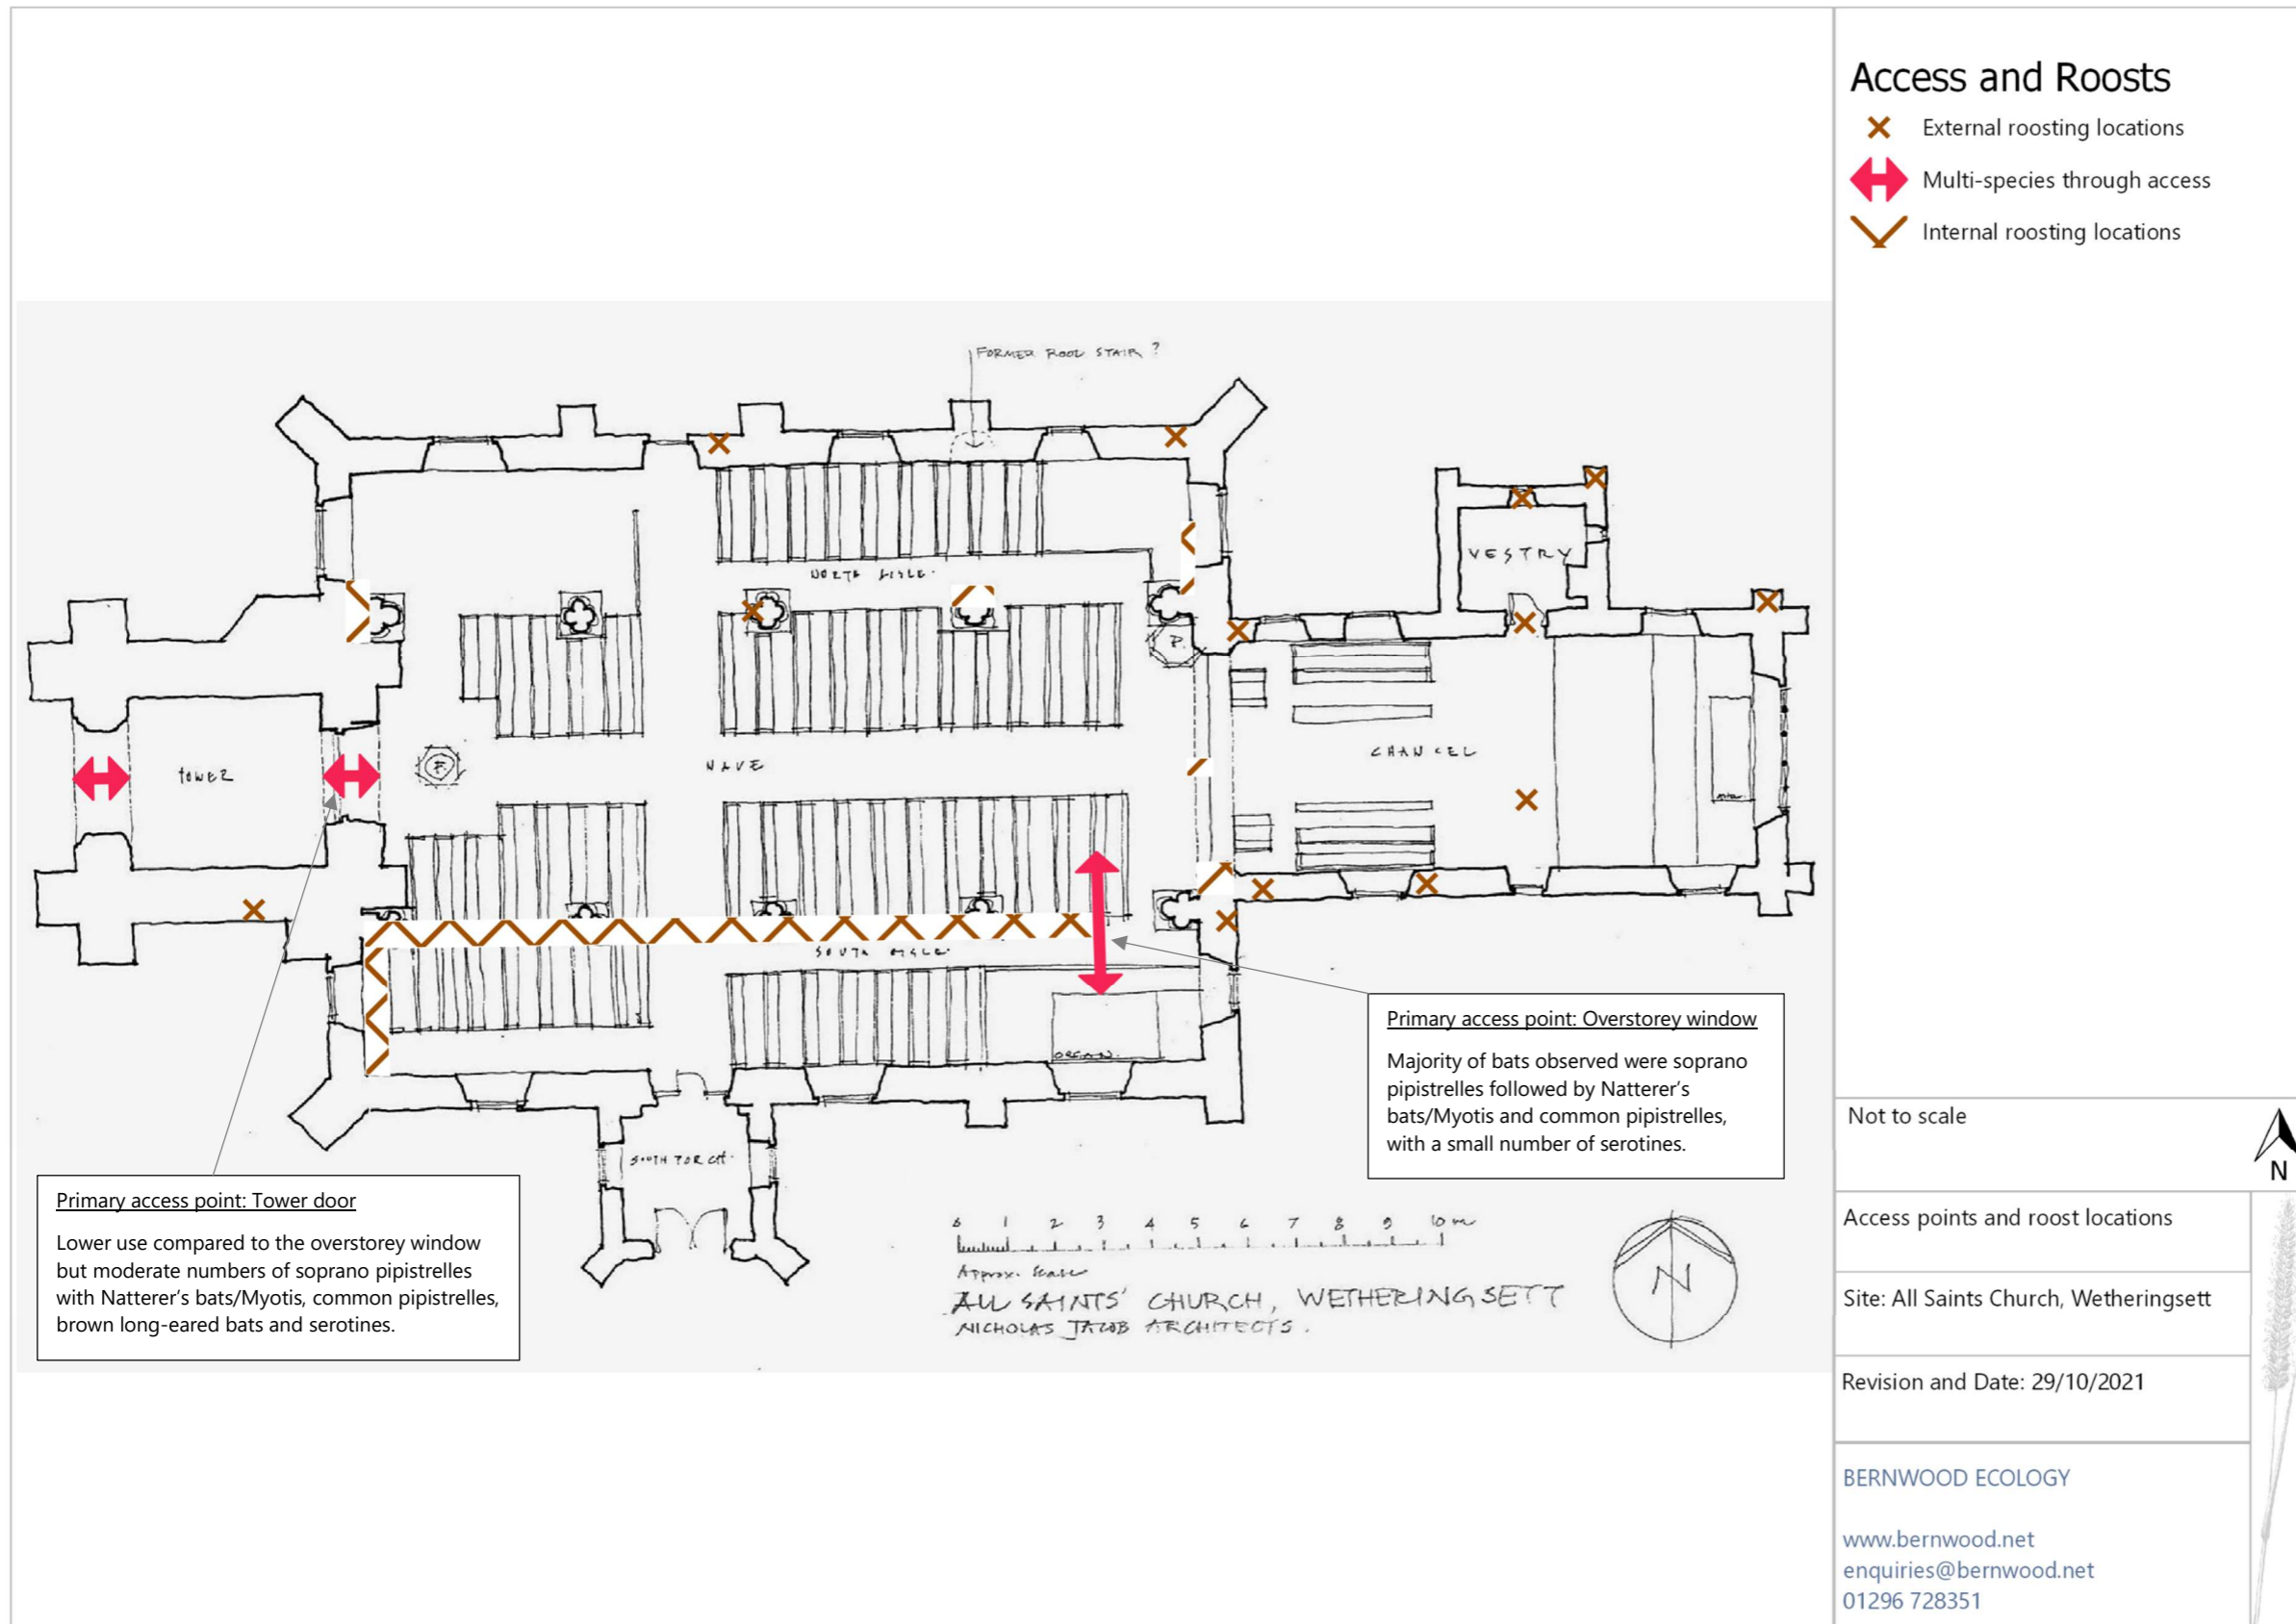 Access and Roosts
External roosting locations
Multi-species through access
Internal roosting locations
FORMER ROOD STAIR ?
NORTH AISLE.
VESTRY
P.
TOWER
F.
NAVE
CHANCEL
SOUTH AISLE.
ORGAN.
SOUTH PORCH.
Primary access point: Overstorey window
Majority of bats observed were soprano
pipistrelles followed by Natterer's
bats/Myotis and common pipistrelles,
with a small number of serotines.
Primary access point: Tower door
Lower use compared to the overstorey window
but moderate numbers of soprano pipistrelles
with Natterer's bats/Myotis, common pipistrelles,
brown long-eared bats and serotines.
0 1 2 3 4 5 6 7 8 9 10 m
Approx. Scale
ALL SAINTS' CHURCH, WETHERINGSETT
NICHOLAS JACOB ARCHITECTS.
N
Not to scale
N
Access points and roost locations
Site: All Saints Church, Wetheringsett
Revision and Date: 29/10/2021
BERNWOOD ECOLOGY
www.bernwood.net
enquiries@bernwood.net
01296 728351